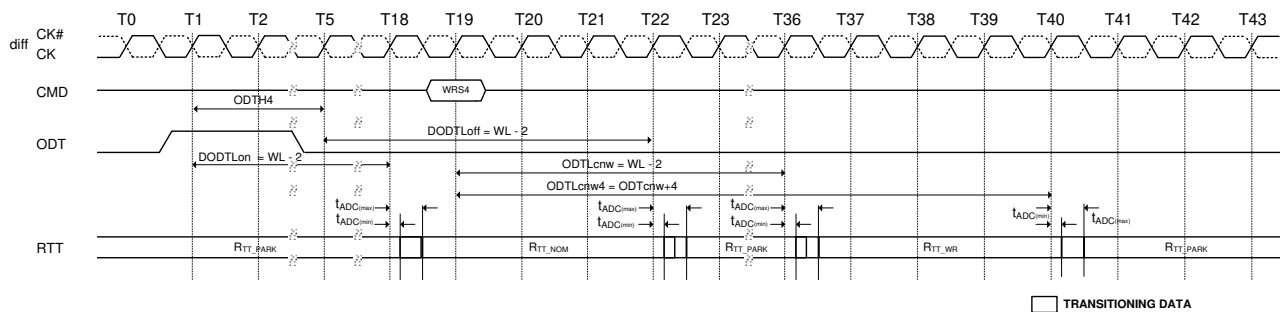 T0 T1 T2 T5 T18 T19 T20 T21 T22 T23 T36 T37 T38 T39 T40 T41 T42 T43
diff CK#
CK
CMD WRS4
ODTH4
ODT DODTLoff = WL - 2
DODTLon = WL - 2
ODTLcnw = WL - 2
ODTLcnw4 = ODTcnw+4
tADC(max) tADC(max) tADC(max)
tADC(min) tADC(max)
tADC(min) tADC(min) tADC(min)
RTT RTT_PARK RTT_NOM RTT_PARK RTT_WR RTT_PARK
TRANSITIONING DATA